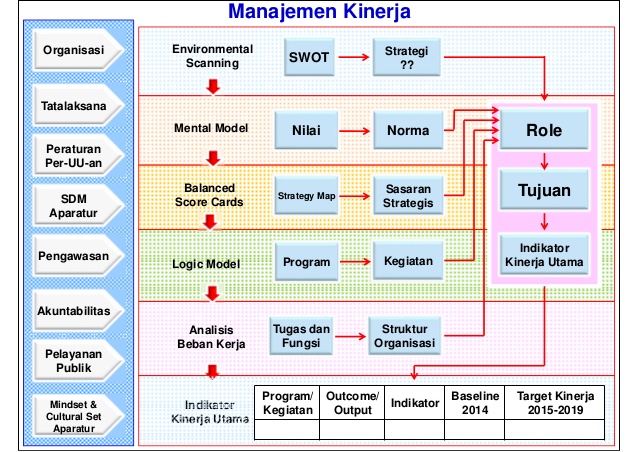 Manajemen Kinerja
Organisasi
Tatalaksana
Peraturan
Per-UU-an
SDM
Aparatur
Pengawasan
Akuntabilitas
Pelayanan
Publik
Mindset &
Cultural Set
Aparatur
Environmental
Scanning
SWOT
Strategi
??
Mental Model
Nilai
Norma
Role
Balanced
Score Cards
Strategy Map
Sasaran
Strategis
Tujuan
Logic Model
Program
Kegiatan
Indikator
Kinerja Utama
Analisis
Beban Kerja
Tugas dan
Fungsi
Struktur
Organisasi
Indikator
Kinerja Utama
Program/
Kegiatan
Outcome/
Output
Indikator
Baseline
2014
Target Kinerja
2015-2019